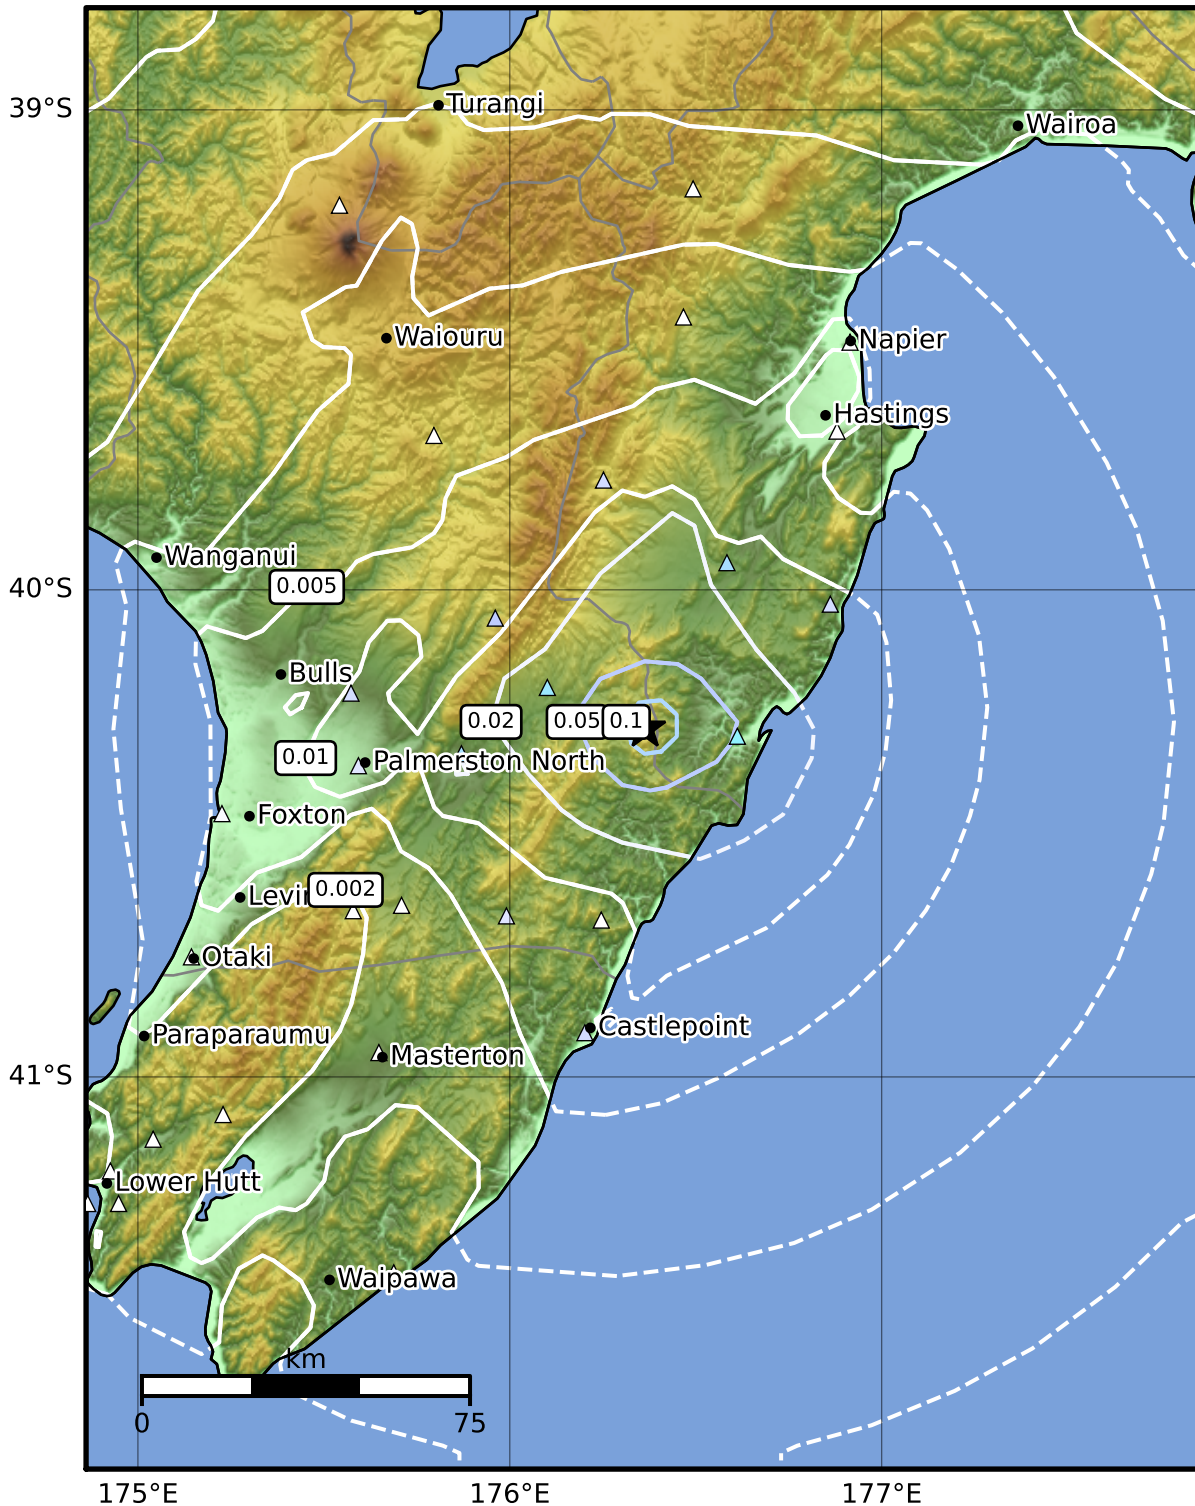 Turangi
39°S
Wairoa
Waiouru
Napier
Hastings
Wanganui
0.005
40°S
Bulls
0.02
0.05
0.1
0.01
Palmerston North
Foxton
0.002
Otaki
Castlepoint
Paraparaumu
Masterton
41°S
Lower Hutt
Waipawa
km
0
75
175°E
176°E
177°E